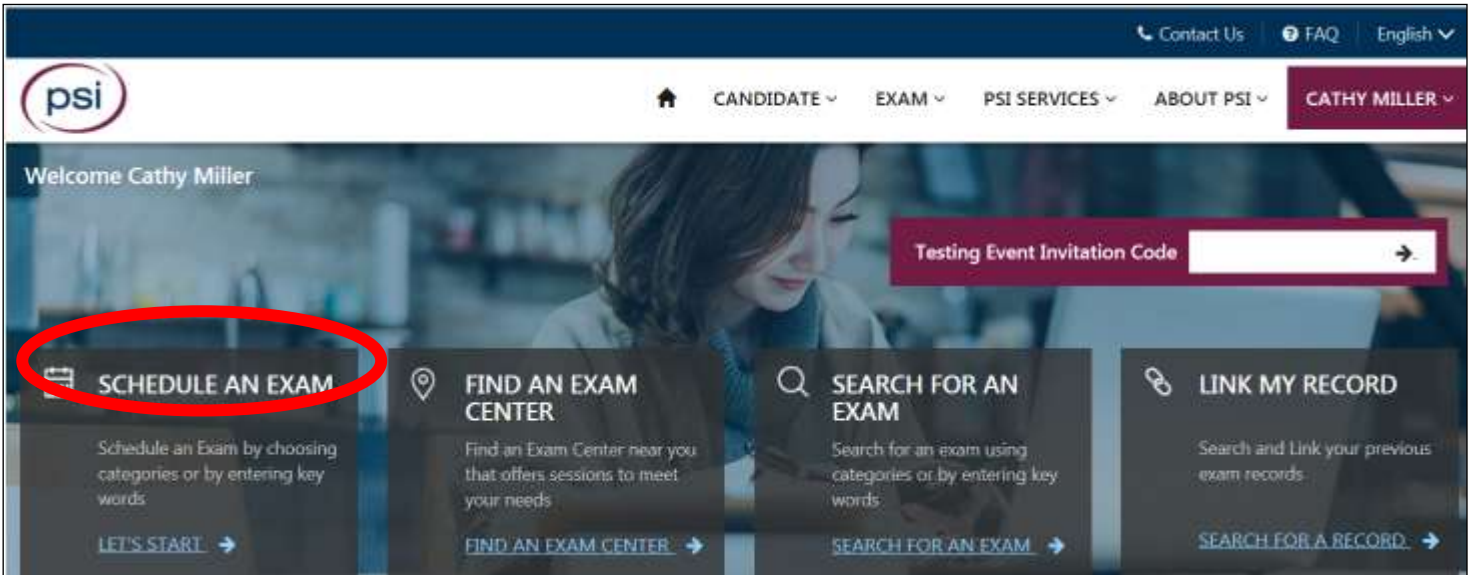 Contact Us FAQ English
psi CANDIDATE EXAM PSI SERVICES ABOUT PSI CATHY MILLER
Welcome Cathy Miller
Testing Event Invitation Code
SCHEDULE AN EXAM
Schedule an Exam by choosing
categories or by entering key
words
LET'S START
FIND AN EXAM
CENTER
Find an Exam Center near you
that offers sessions to meet
your needs
FIND AN EXAM CENTER
SEARCH FOR AN
EXAM
Search for an exam using
categories or by entering key
words
SEARCH FOR AN EXAM
LINK MY RECORD
Search and Link your previous
exam records
SEARCH FOR A RECORD